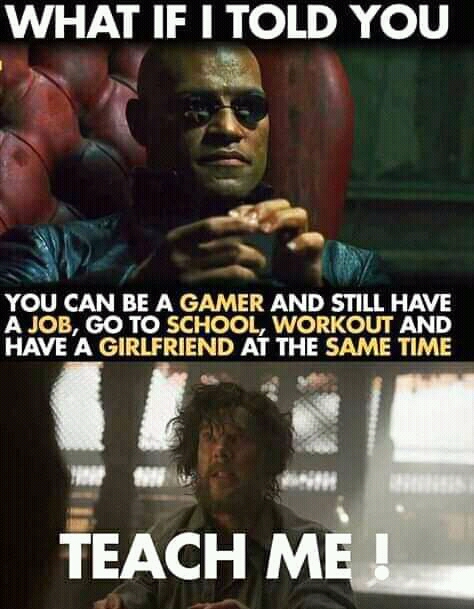 WHAT IF I TOLD YOU
YOU CAN BE A GAMER AND STILL HAVE
A JOB, GO TO SCHOOL, WORKOUT AND
HAVE A GIRLFRIEND AT THE SAME TIME
TEACH ME !